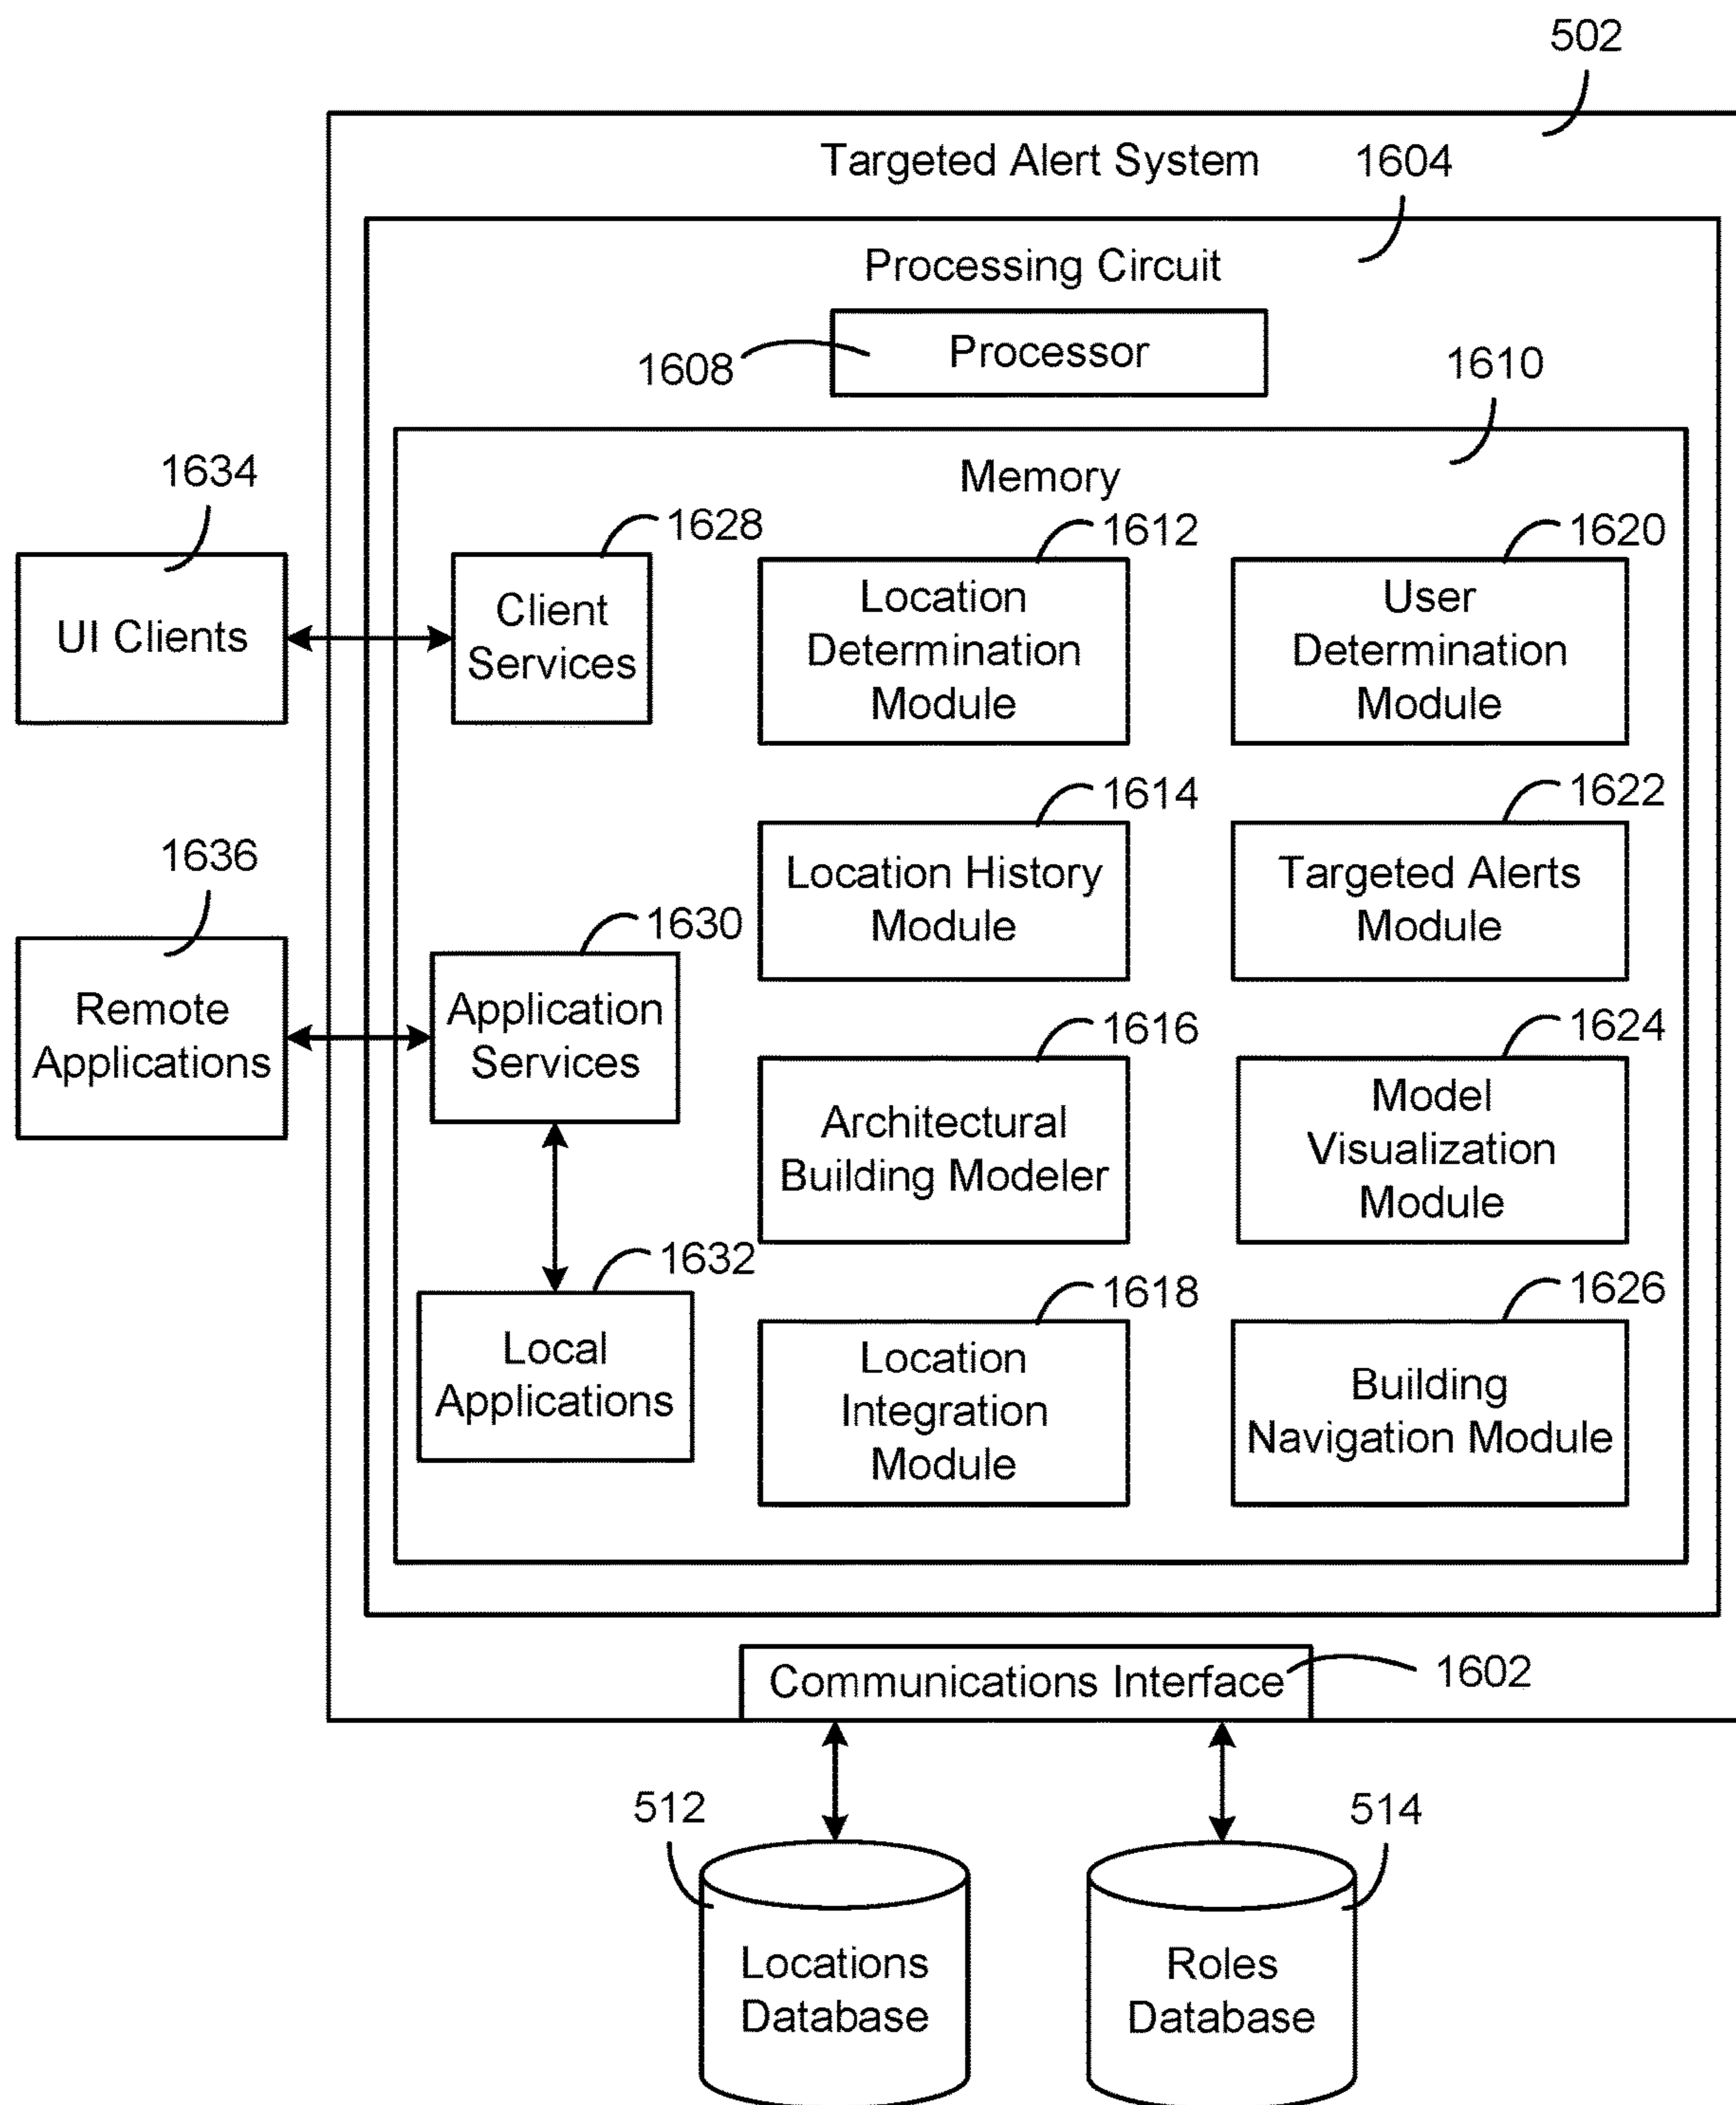 502
Targeted Alert System
1604
Processing Circuit
1608
Processor
1610
Memory
1634
UI Clients
1628
Client
Services
1612
Location
Determination
Module
1620
User
Determination
Module
1614
Location History
Module
1622
Targeted Alerts
Module
1636
Remote
Applications
1630
Application
Services
1616
Architectural
Building Modeler
1624
Model
Visualization
Module
1632
Local
Applications
1618
Location
Integration
Module
1626
Building
Navigation Module
Communications Interface
1602
512
Locations
Database
514
Roles
Database